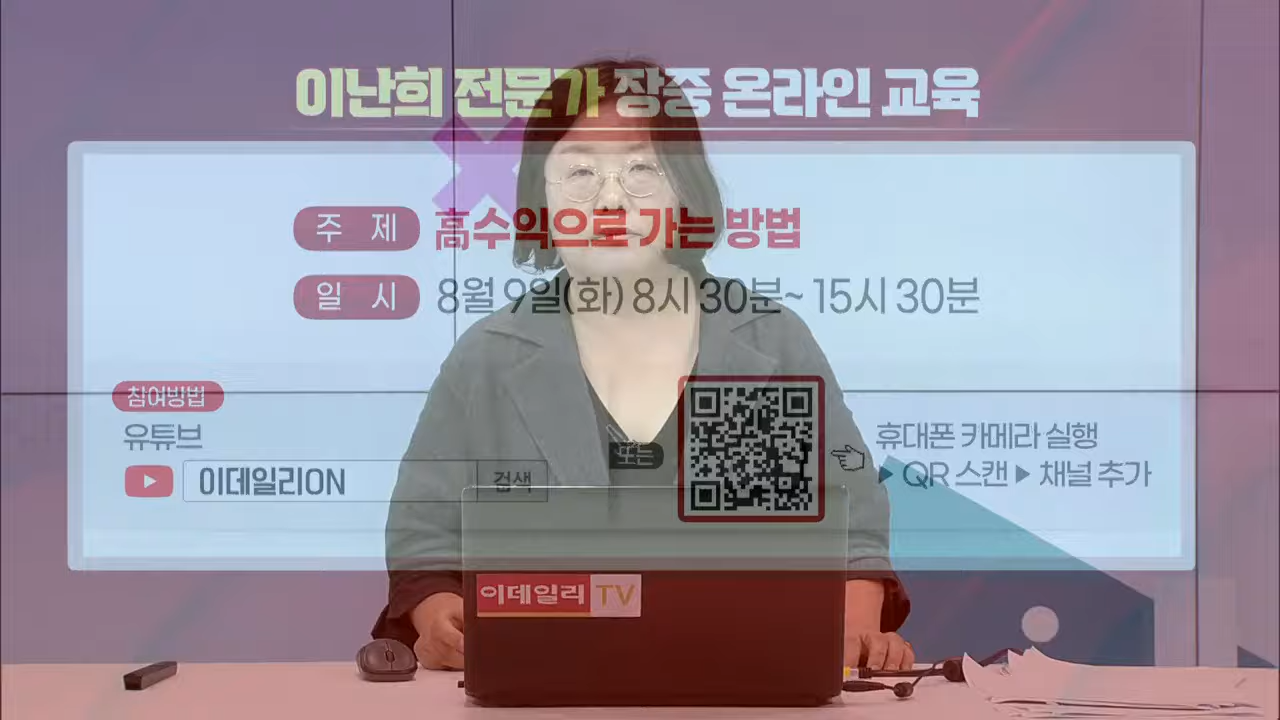 이난희 전문가 장중 온라인 교육
주 제 高수익으로 가는 방법
일 시 8월 9일(화) 8시 30분~ 15시 30분
참여방법
유튜브
이데일리ON 검색
또는
휴대폰 카메라 실행
▶ QR 스캔 ▶ 채널 추가
이데일리 TV